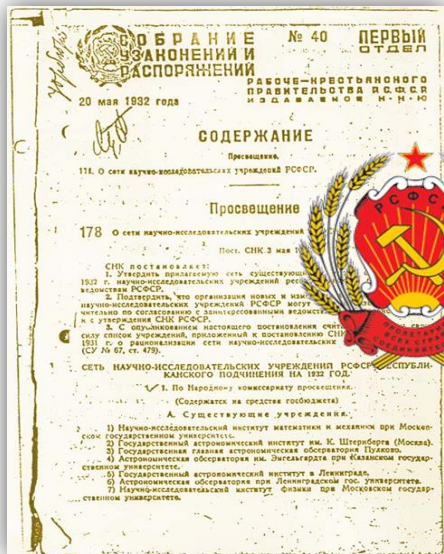 СОБРАНИЕ
УЗАКОНЕНИЙ И
РАСПОРЯЖЕНИЙ
№ 40
ПЕРВЫЙ
ОТДЕЛ
РАБОЧЕ-КРЕСТЬЯНСКОГО
ПРАВИТЕЛЬСТВА Р.С.Ф.С.Р.
ИЗДАВАЕМОЕ Н-К-Ю
20 мая 1932 года
СОДЕРЖАНИЕ
Просвещение.
178. О сети научно-исследовательских учреждений РСФСР.
Просвещение
178 О сети научно-исследовательских учреждений
Пост. СНК 3 мая
СНК постановляет:
1. Утвердить прилагаемую сеть существующих
1932 г. научно-исследовательских учреждений
ведомствам РСФСР.
2. Подтвердить, что организация новых и
научно-исследовательских учреждений РСФСР могут
чительно по согласованию с заинтересованными
к с утверждения СНК РСФСР.
3. С опубликованием настоящего постановления
силу список учреждений, приложенный к постановлению СНК
1931 г. о рационализации сети научно-исследовательских
(СУ № 67, ст. 479).
СЕТЬ НАУЧНО-ИССЛЕДОВАТЕЛЬСКИХ УЧРЕЖДЕНИЙ РСФСР РЕСПУБЛИ-
КАНСКОГО ПОДЧИНЕНИЯ НА 1932 ГОД.
1. По Народному комиссариату просвещения.
(Содержатся на средства госбюджета)
А. Существующие учреждения.
1) Научно-исследовательский институт математики и механики при Москов-
ском государственном университете.
2) Государственный астрономический институт им. К. Штернберга (Москва).
3) Государственная главная астрономическая обсерватория Пулково.
4) Астрономическая обсерватория им. Энгельгардта при Казанском государ-
ственном университете.
5) Государственный астрономический институт в Ленинграде.
6) Астрономическая обсерватория при Ленинградском гос. университете.
7) Научно-исследовательский институт физики при Московском государ-
ственном университете.
РСФСР